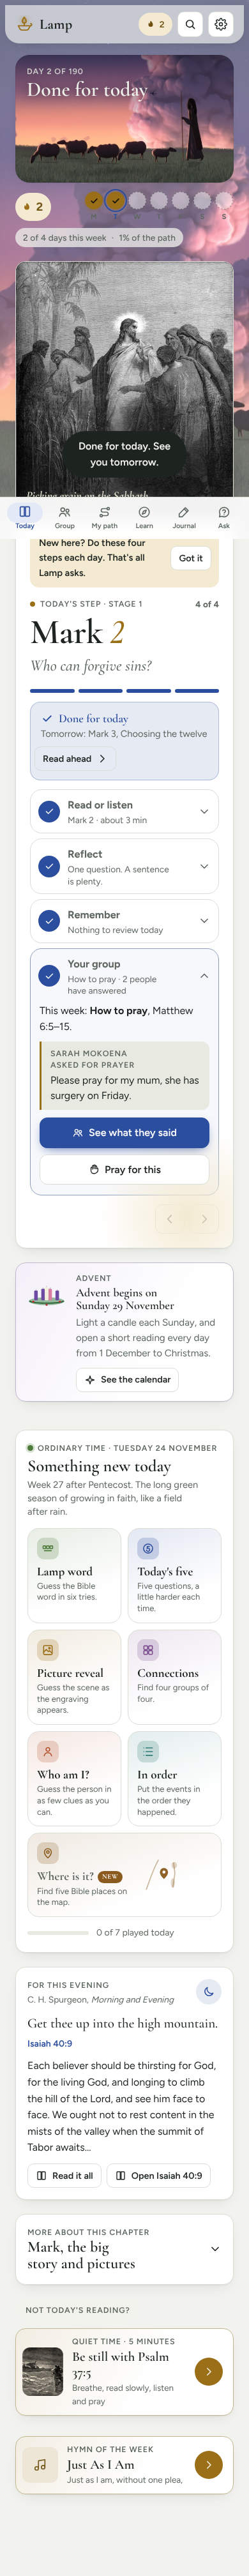 Lamp
2
DAY 2 OF 190
Done for today
2
S
2 of 4 days this week · 1% of the path
Done for today. See
you tomorrow.
Picking grain on the Sabbath
Today
Group
My path
Learn
Journal
Ask
New here? Do these four
steps each day. That's all
Lamp asks.
Got it
TODAY'S STEP · STAGE 1
4 of 4
Mark 2
Who can forgive sins?
Done for today
Tomorrow: Mark 3, Choosing the twelve
Read ahead
Read or listen
Mark 2 · about 3 min
Reflect
One question. A sentence
is plenty.
Remember
Nothing to review today
Your group
How to pray · 2 people
have answered
This week: How to pray, Matthew
6:5–15.
SARAH MOKOENA
ASKED FOR PRAYER
Please pray for my mum, she has
surgery on Friday.
See what they said
Pray for this
ADVENT
Advent begins on
Sunday 29 November
Light a candle each Sunday, and
open a short reading every day
from 1 December to Christmas.
See the calendar
ORDINARY TIME · TUESDAY 24 NOVEMBER
Something new today
Week 27 after Pentecost. The long green
season of growing in faith, like a field
after rain.
Lamp word
Guess the Bible
word in six tries.
Today's five
Five questions, a
little harder each
time.
Picture reveal
Guess the scene as
the engraving
appears.
Connections
Find four groups of
four.
Who am I?
Guess the person in
as few clues as you
can.
In order
Put the events in
the order they
happened.
Where is it? NEW
Find five Bible places on
the map.
0 of 7 played today
FOR THIS EVENING
C. H. Spurgeon, Morning and Evening
Get thee up into the high mountain.
Isaiah 40:9
Each believer should be thirsting for God,
for the living God, and longing to climb
the hill of the Lord, and see him face to
face. We ought not to rest content in the
mists of the valley when the summit of
Tabor awaits...
Read it all
Open Isaiah 40:9
MORE ABOUT THIS CHAPTER
Mark, the big
story and pictures
NOT TODAY'S READING?
QUIET TIME · 5 MINUTES
Be still with Psalm
37:5
Breathe, read slowly, listen
and pray
HYMN OF THE WEEK
Just As I Am
Just as I am, without one plea,